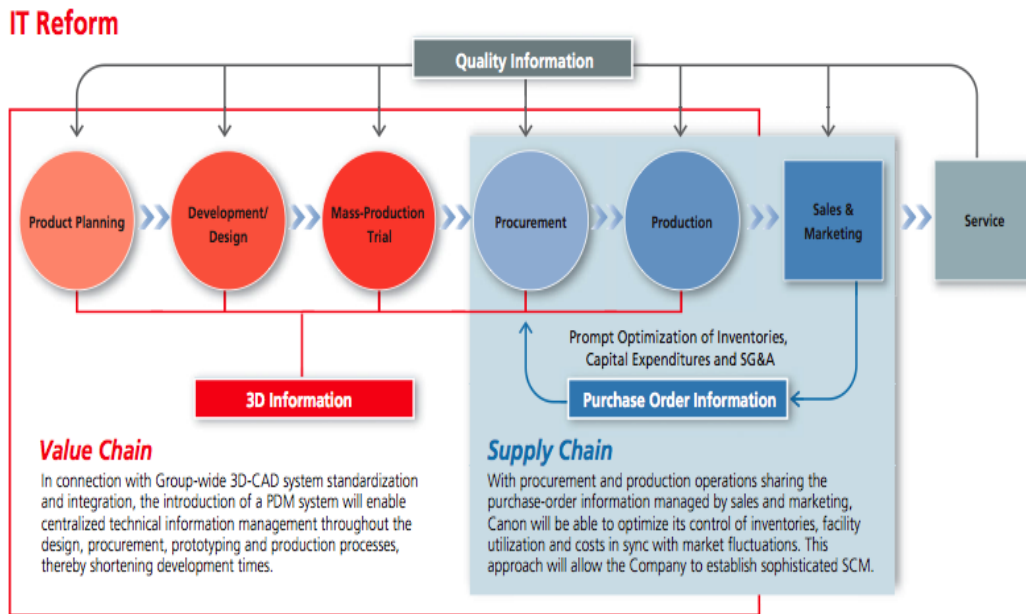 IT Reform
Quality Information
Product Planning
Development/
Design
Mass-Production
Trial
Procurement
Production
Sales &
Marketing
Service
Prompt Optimization of Inventories,
Capital Expenditures and SG&A
3D Information
Purchase Order Information
Value Chain
In connection with Group-wide 3D-CAD system standardization
and integration, the introduction of a PDM system will enable
centralized technical information management throughout the
design, procurement, prototyping and production processes,
thereby shortening development times.
Supply Chain
With procurement and production operations sharing the
purchase-order information managed by sales and marketing,
Canon will be able to optimize its control of inventories, facility
utilization and costs in sync with market fluctuations. This
approach will allow the Company to establish sophisticated SCM.